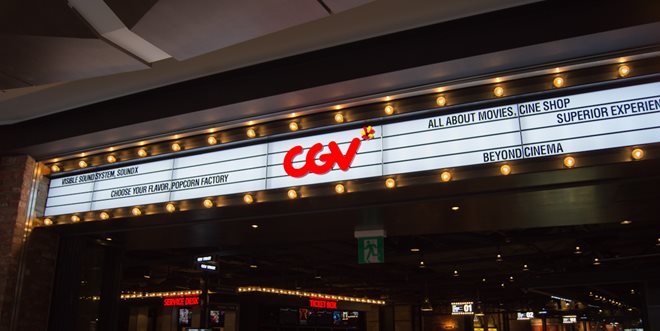 VISIBLE SOUND SYSTEM, SOUNDX
CHOOSE YOUR FLAVOR, POPCORN FACTORY
CGV
ALL ABOUT MOVIES, CINE SHOP
SUPERIOR EXPERIEN
BEYOND CINEMA
SERVICE DESK
TICKET BOX
01